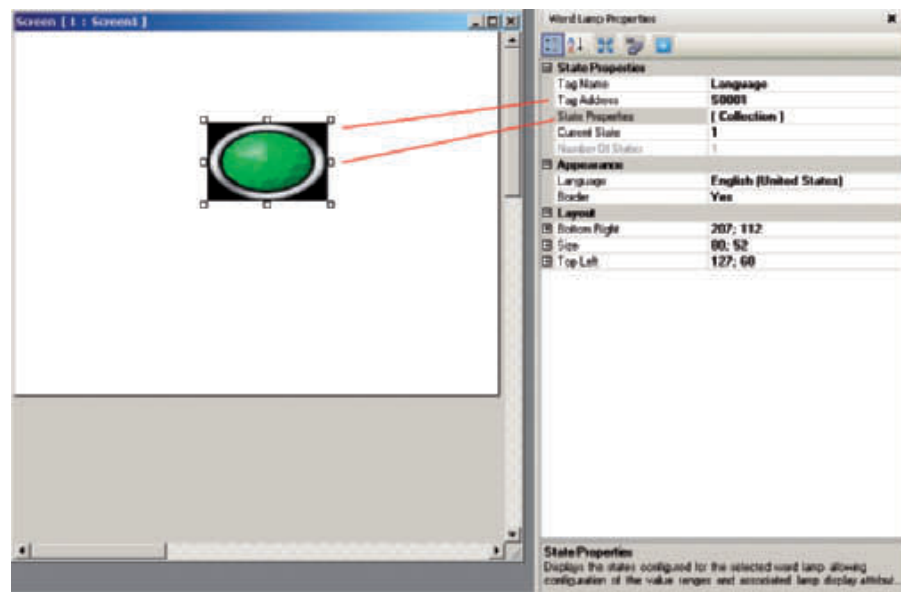 Screen [ 1 : Screen1 ]
Word Lamp Properties
State Properties
Tag Name Language
Tag Address S0001
State Properties ( Collection )
Current State 1
Number Of States 1
Appearance
Language English (United States)
Border Yes
Layout
Bottom Right 207; 112
Size 80; 52
Top Left 127; 60
State Properties
Displays the states configured for the selected word lamp allowing
configuration of the value ranges and associated lamp display attribut...